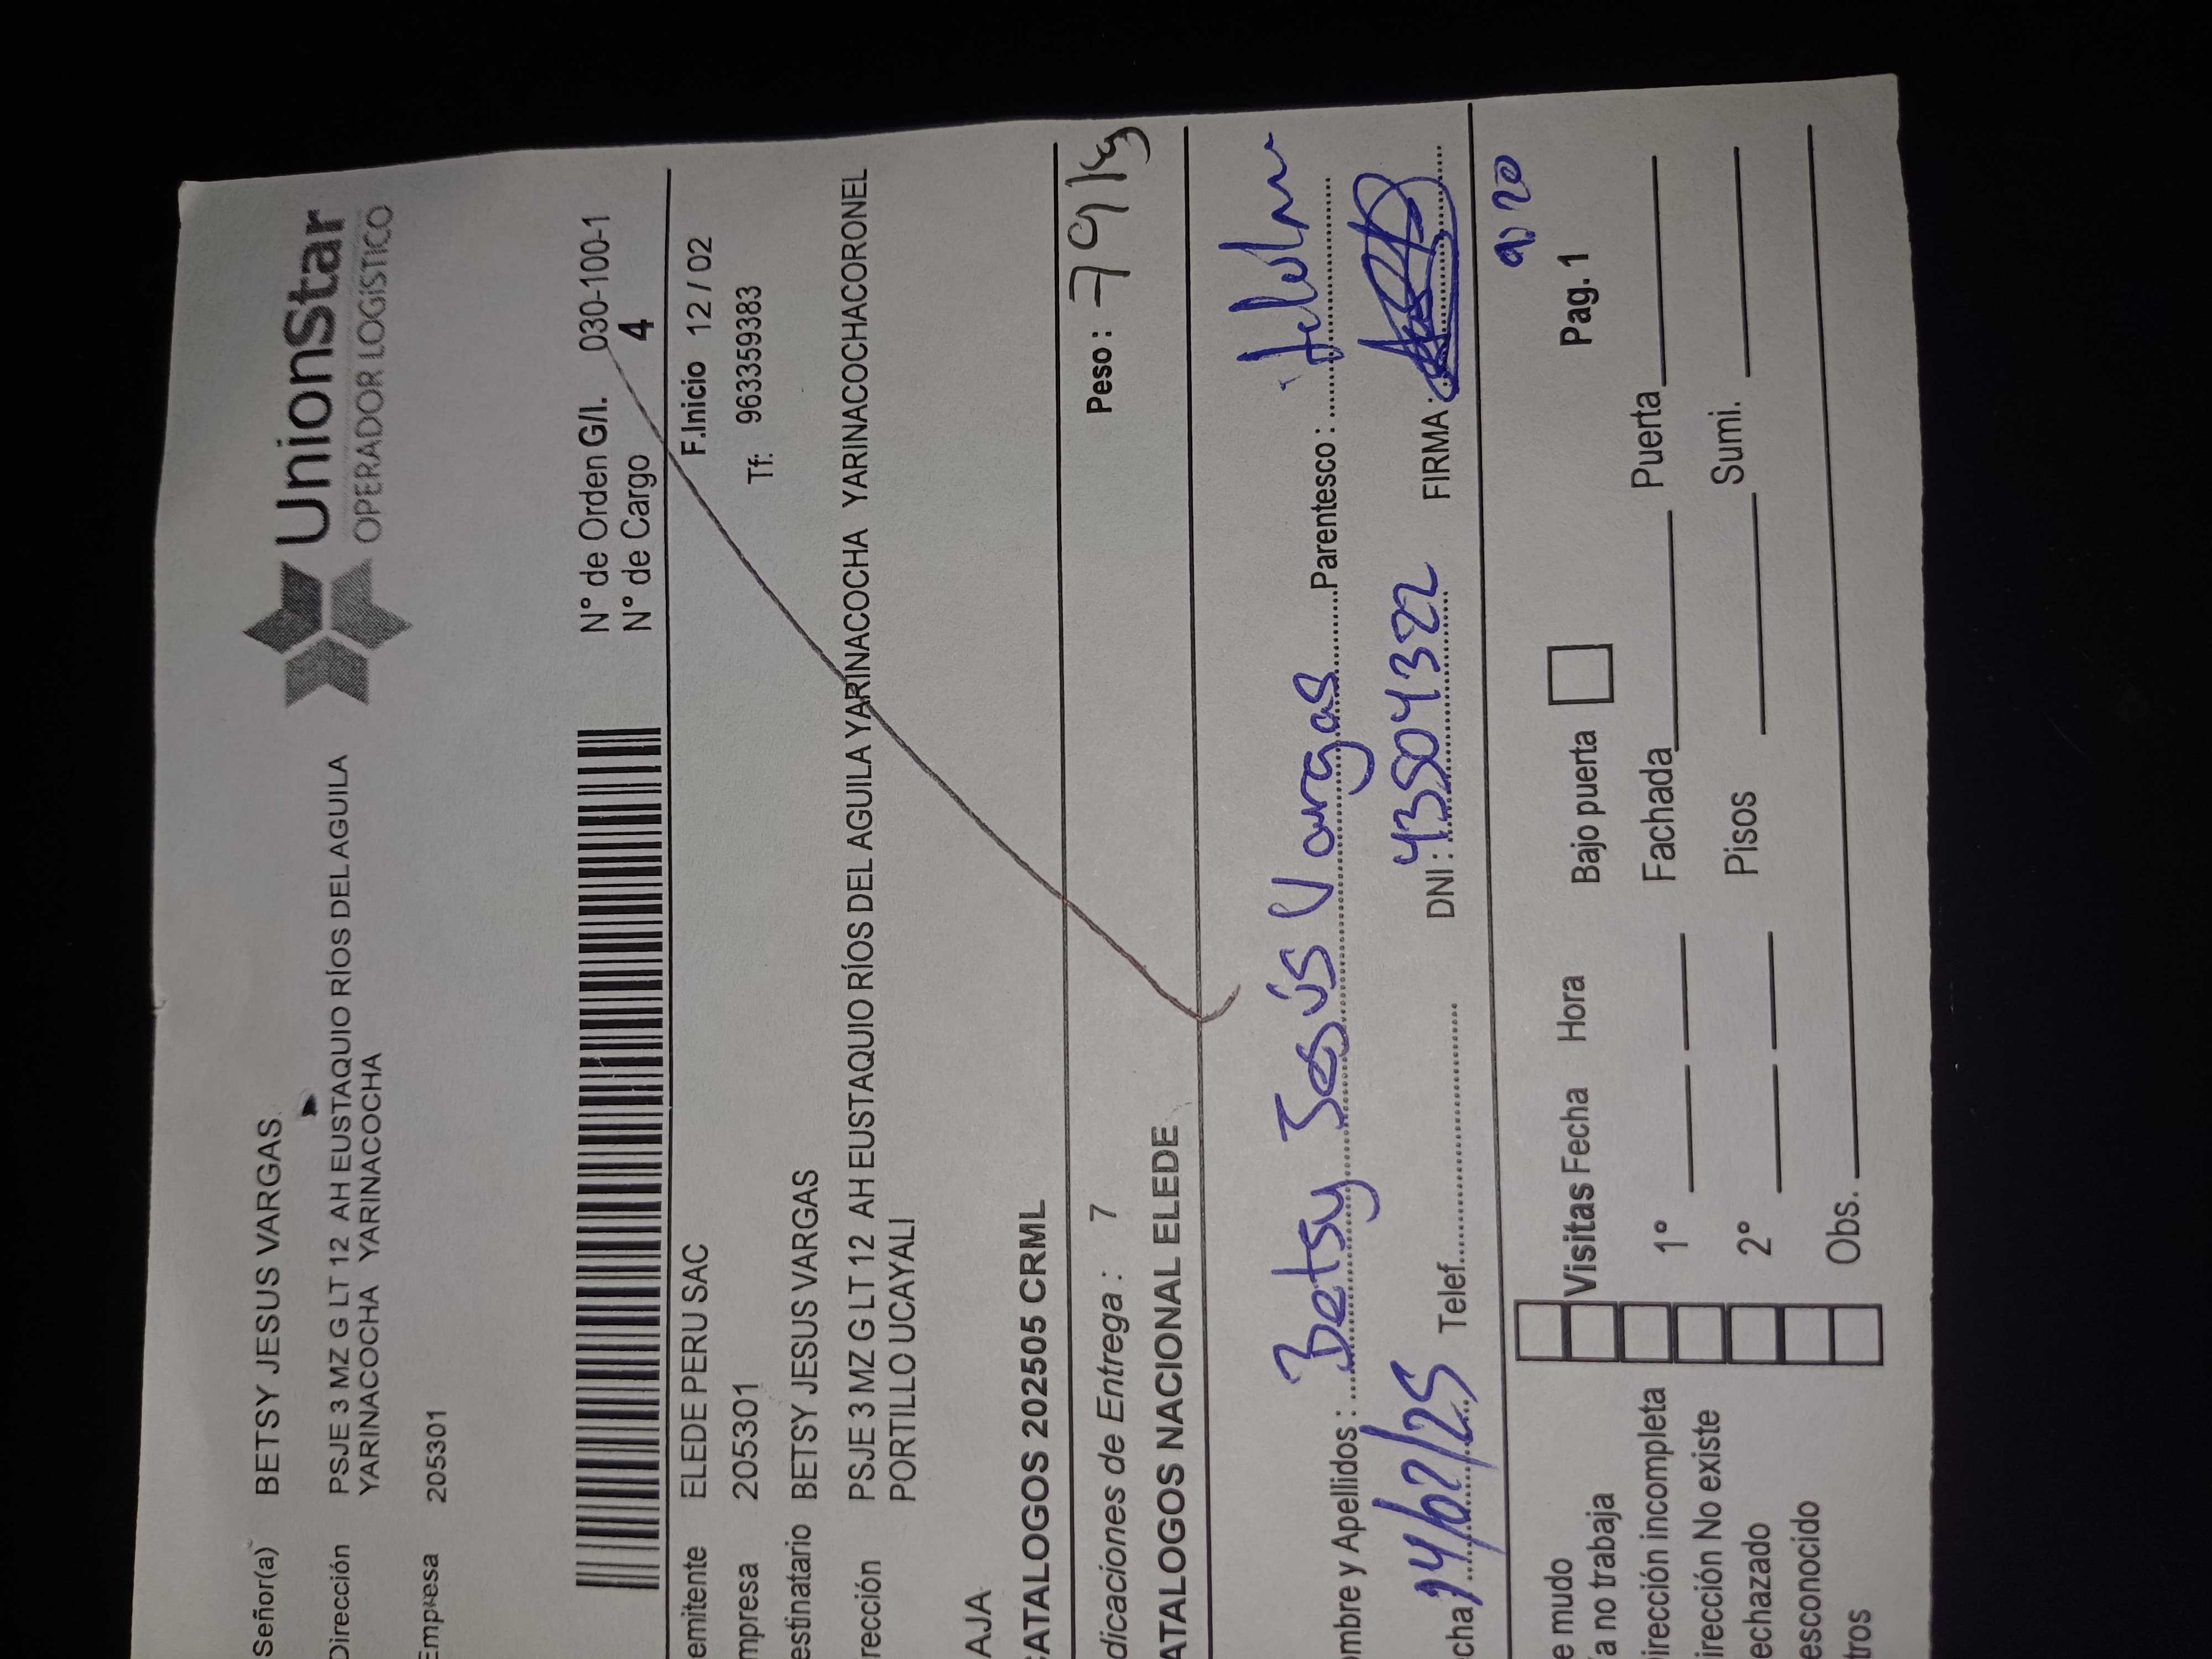 UnionStar
OPERADOR LOGÍSTICO
Señor(a) BETSY JESUS VARGAS
Dirección PSJE 3 MZ G LT 12 AH EUSTAQUIO RÍOS DEL AGUILA
YARINACOCHA YARINACOCHA
Empresa 205301
N° de Orden G/I. 030-100-1
N° de Cargo 4
emitente ELEDE PERU SAC F.Inicio 12 / 02
mpresa 205301 Tf: 963359383
estinatario BETSY JESUS VARGAS
rección PSJE 3 MZ G LT 12 AH EUSTAQUIO RÍOS DEL AGUILA YARINACOCHA YARINACOCHACORONEL
PORTILLO UCAYALI
AJA
CATALOGOS 202505 CRML
dicaciones de Entrega : 7 Peso : 79 kg
ATALOGOS NACIONAL ELEDE
ombre y Apellidos : Betsy Jesús Vargas Parentesco :
cha 14/02/25 Telef. DNI : 43504322 FIRMA :
9:20
e mudo
Visitas Fecha Hora Bajo puerta Pag.1
a no trabaja
irección incompleta 1° Fachada Puerta
irección No existe
echazado 2° Pisos Sumi.
esconocido
tros Obs.